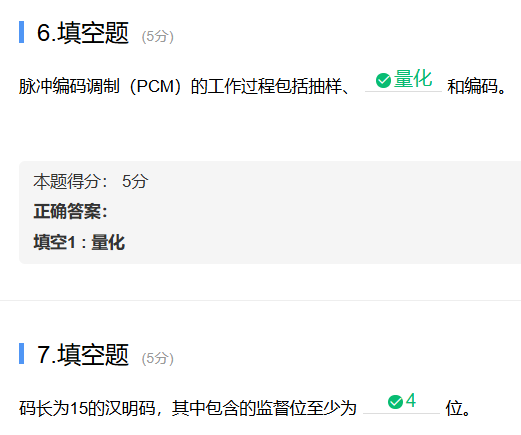 6.填空题 (5分)
脉冲编码调制（PCM）的工作过程包括抽样、 量化 和编码。
本题得分： 5分
正确答案：
填空1：量化
7.填空题 (5分)
码长为15的汉明码，其中包含的监督位至少为 4 位。